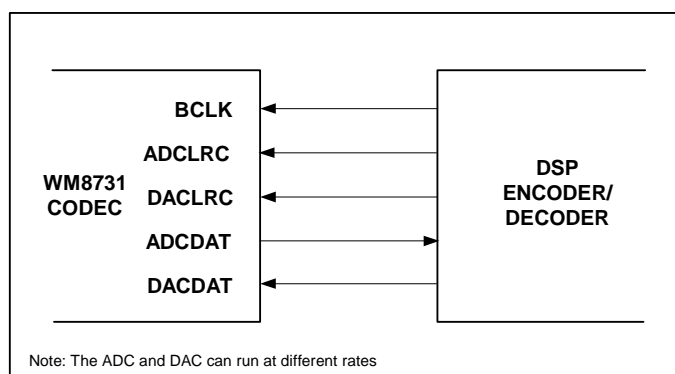 BCLK
ADCLRC
WM8731
CODEC
DACLRC
ADCDAT
DACDAT
DSP
ENCODER/
DECODER
Note: The ADC and DAC can run at different rates